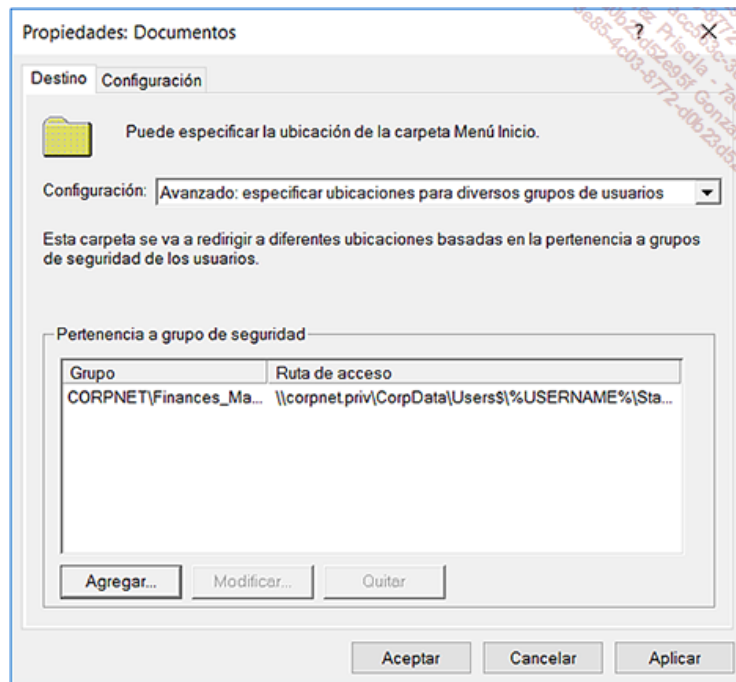 Propiedades: Documentos
? ×
Destino Configuración
Puede especificar la ubicación de la carpeta Menú Inicio.
Configuración: Avanzado: especificar ubicaciones para diversos grupos de usuarios
Esta carpeta se va a redirigir a diferentes ubicaciones basadas en la pertenencia a grupos
de seguridad de los usuarios.
Pertenencia a grupo de seguridad
Grupo Ruta de acceso
CORPNET\Finances_Ma... \\corpnet.priv\CorpData\Users$\%USERNAME%\Sta...
Agregar... Modificar... Quitar
Aceptar Cancelar Aplicar